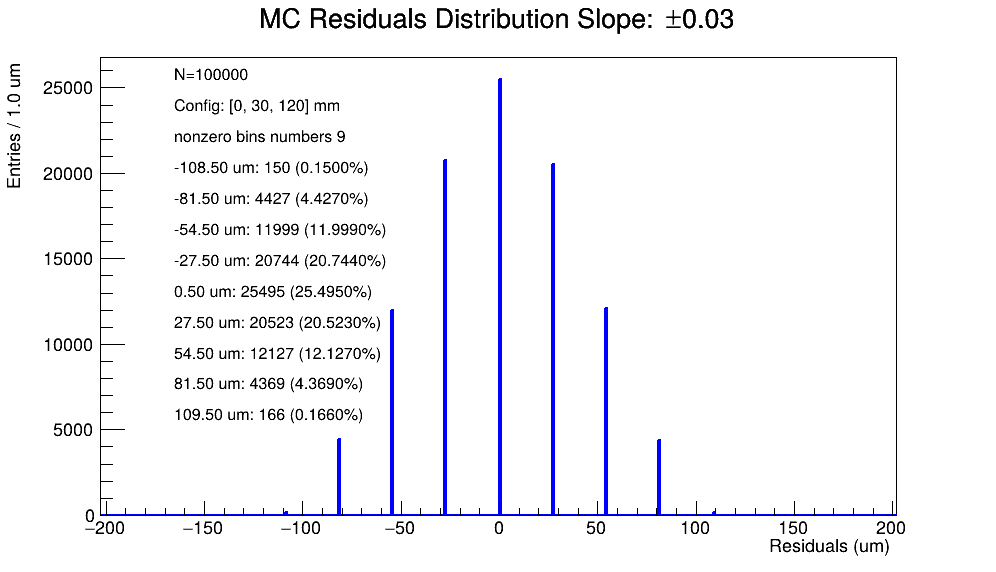 MC Residuals Distribution Slope: ±0.03
Entries / 1.0 um
25000
20000
15000
10000
5000
0
N=100000
Config: [0, 30, 120] mm
nonzero bins numbers 9
-108.50 um: 150 (0.1500%)
-81.50 um: 4427 (4.4270%)
-54.50 um: 11999 (11.9990%)
-27.50 um: 20744 (20.7440%)
0.50 um: 25495 (25.4950%)
27.50 um: 20523 (20.5230%)
54.50 um: 12127 (12.1270%)
81.50 um: 4369 (4.3690%)
109.50 um: 166 (0.1660%)
−200 −150 −100 −50 0 50 100 150 200
Residuals (um)